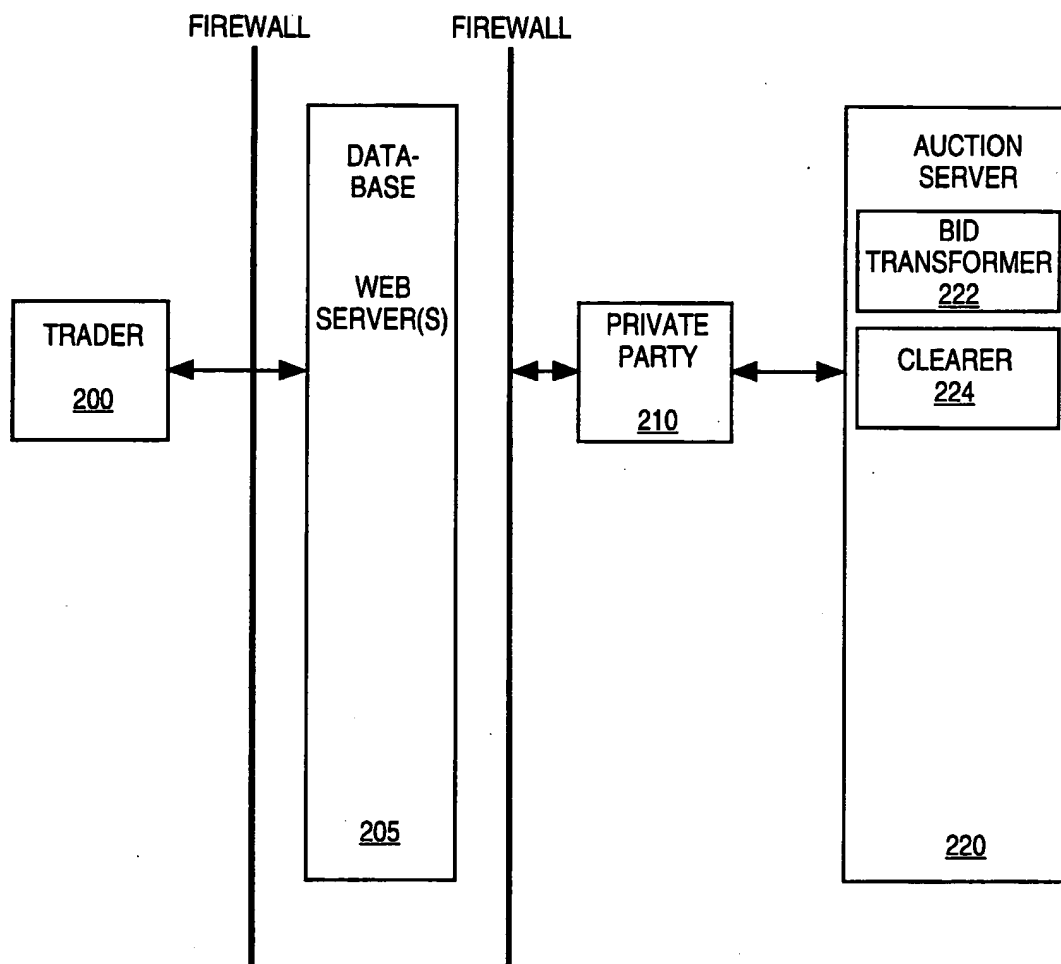 FIREWALL
FIREWALL
TRADER
200
DATA-
BASE
WEB
SERVER(S)
205
PRIVATE
PARTY
210
AUCTION
SERVER
BID
TRANSFORMER
222
CLEARER
224
220